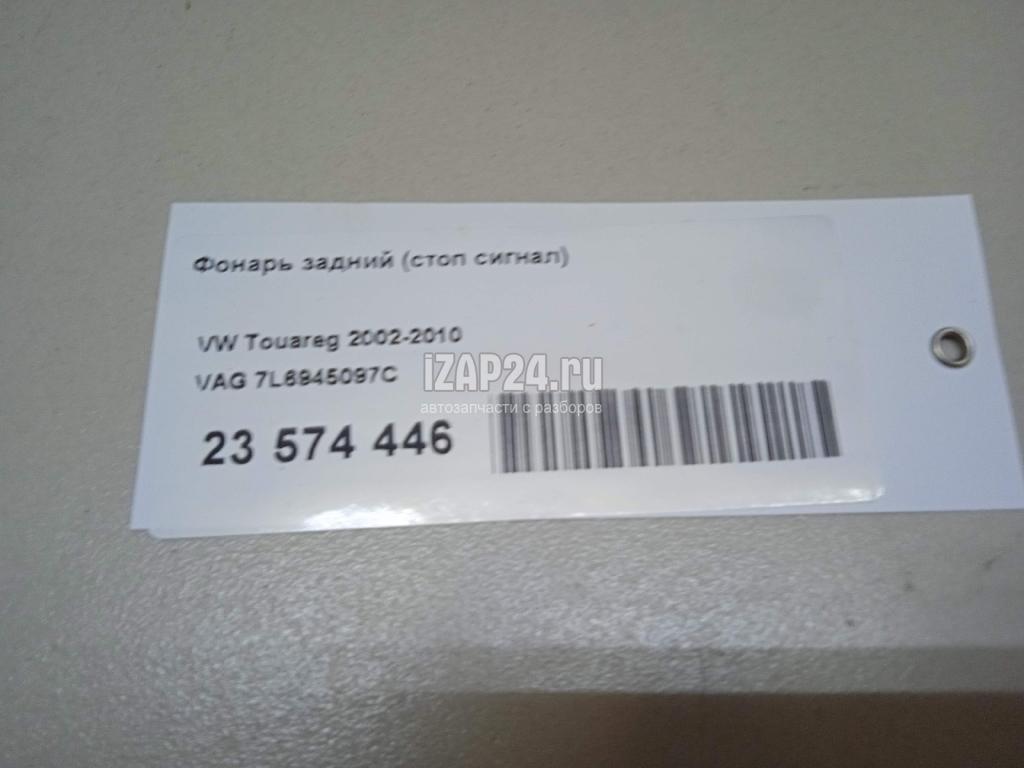 Фонарь задний (стоп сигнал)
VW Touareg 2002-2010
VAG 7L6945097C
iZAP24.ru
автозапчасти с разборов
23 574 446